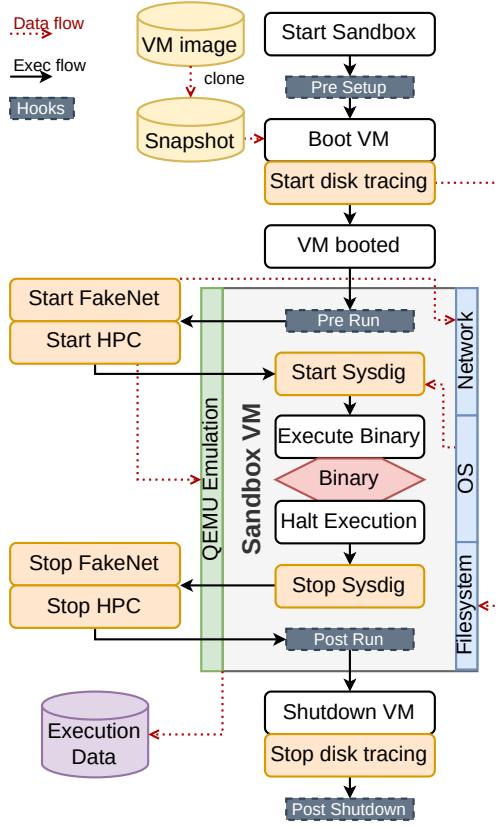 Data flow
Exec flow
Hooks
VM image
clone
Snapshot
Start Sandbox
Pre Setup
Boot VM
Start disk tracing
VM booted
Start FakeNet
Start HPC
Pre Run
Start Sysdig
Execute Binary
Binary
Halt Execution
Stop Sysdig
Stop FakeNet
Stop HPC
Post Run
QEMU Emulation
Sandbox VM
Network
OS
Filesystem
Execution
Data
Shutdown VM
Stop disk tracing
Post Shutdown